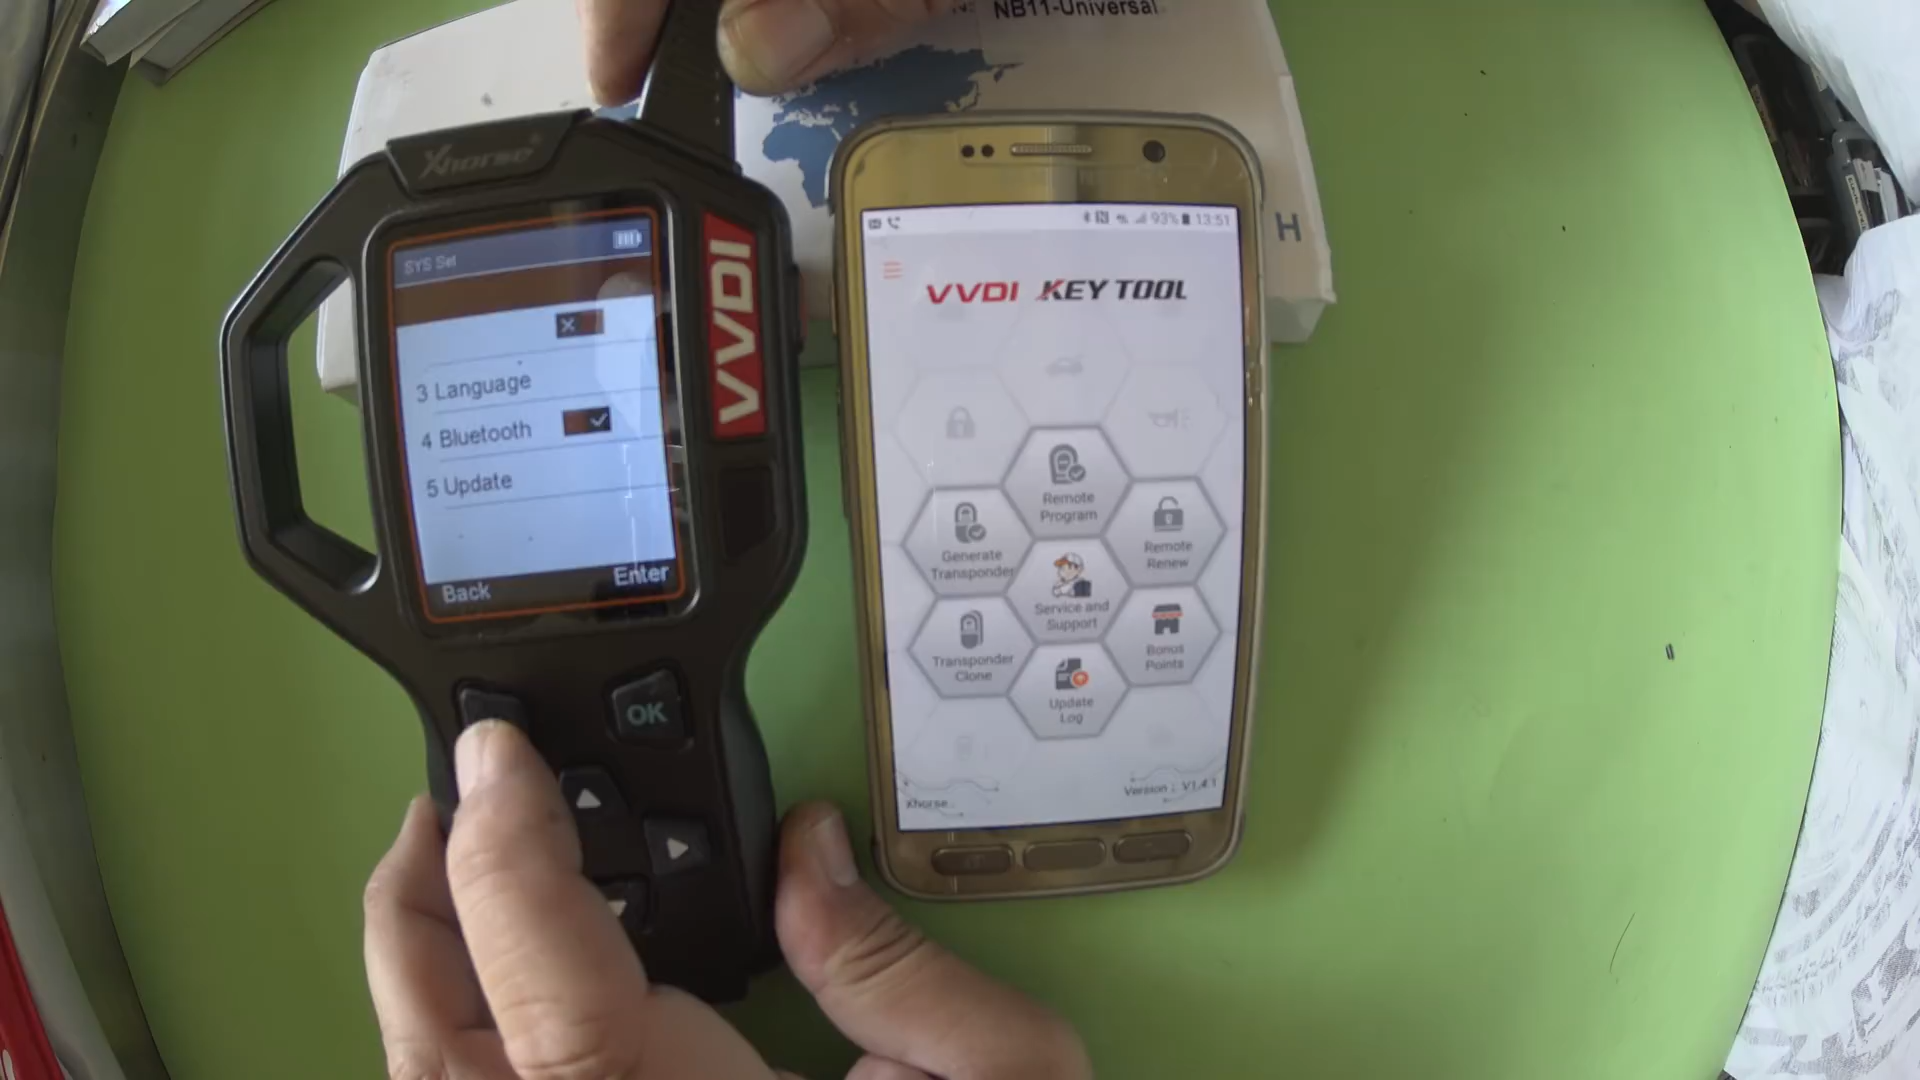 NB11-Universal
Xhorse
SYS Set
3 Language
4 Bluetooth
5 Update
Back
Enter
VVDI
OK
H
93%
13:51
VVDI KEY TOOL
Remote
Program
Generate
Transponder
Remote
Renew
Service and
Support
Transponder
Clone
Bonus
Points
Update
Log
Xhorse..
Version : V1.4.1